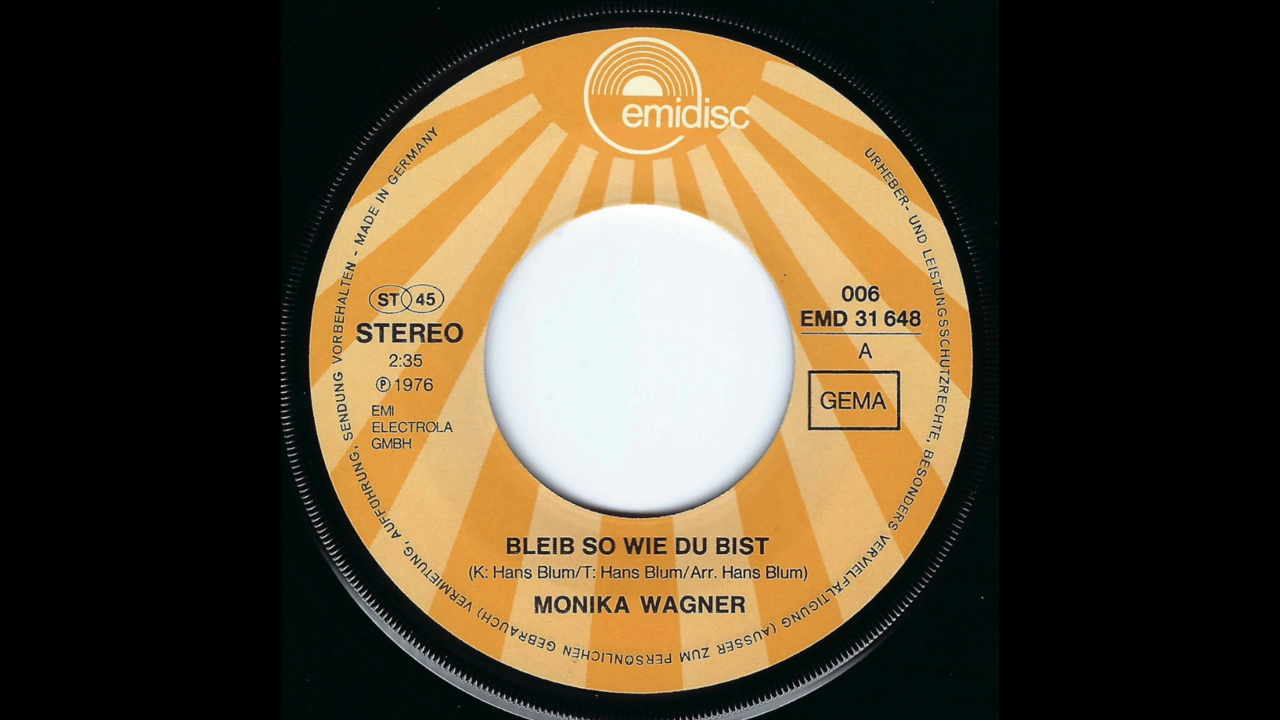 emidisc
URHEBER- UND LEISTUNGSSCHUTZRECHTE, BESONDERS VERVIELFÄLTIGUNG (AUSSER ZUM PERSÖNLICHEN GEBRAUCH) VERMIETUNG, AUFFÜHRUNG, SENDUNG VORBEHALTEN - MADE IN GERMANY
ST 45
STEREO
2:35
Ⓟ 1976
EMI
ELECTROLA
GMBH
006
EMD 31 648
A
GEMA
BLEIB SO WIE DU BIST
(K: Hans Blum/T: Hans Blum/Arr. Hans Blum)
MONIKA WAGNER